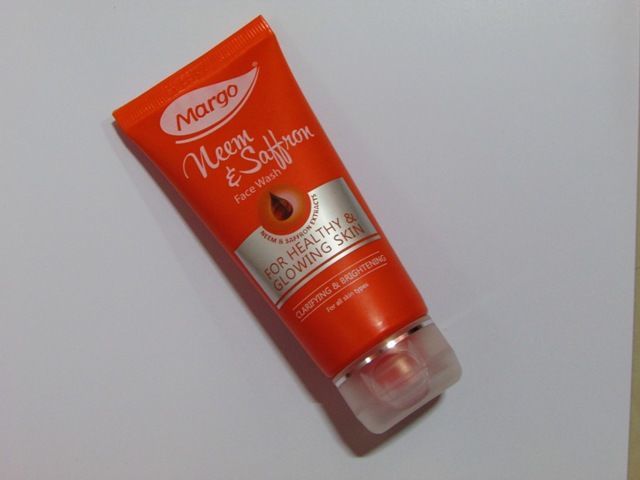 Margo®
Neem
& Saffron
Face Wash
NEEM & SAFFRON EXTRACTS
FOR HEALTHY &
GLOWING SKIN
CLARIFYING & BRIGHTENING
For all skin types